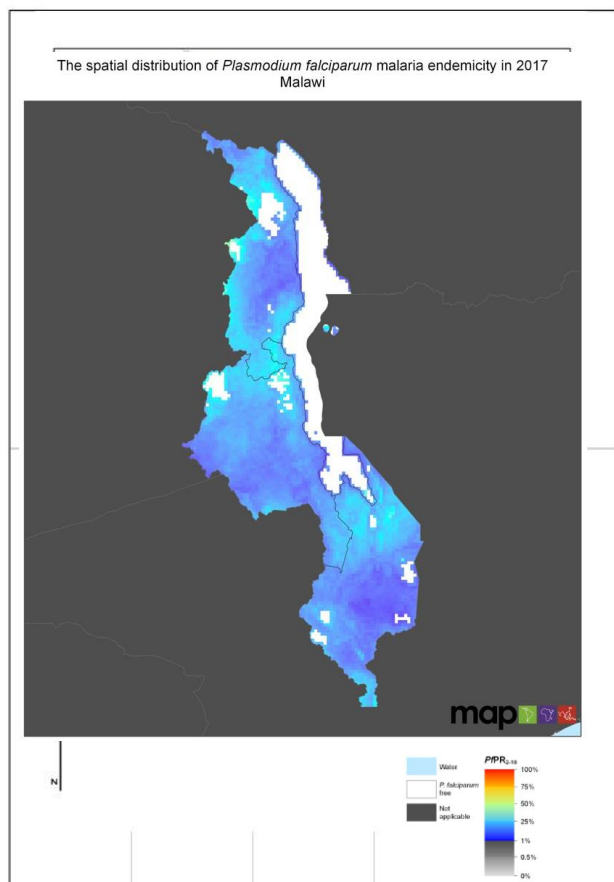 The spatial distribution of Plasmodium falciparum malaria endemicity in 2017
Malawi
map
N
Water
P. falciparum
free
Not
applicable
PfPR2-10
100%
75%
50%
25%
1%
0.5%
0%